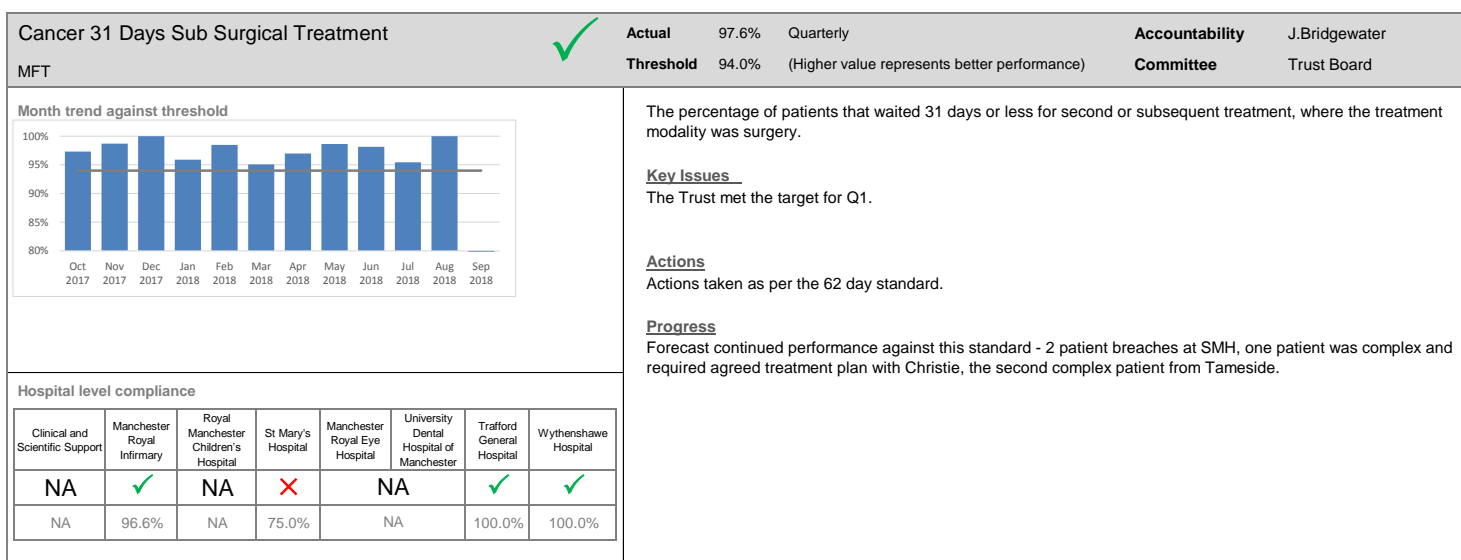 Cancer 31 Days Sub Surgical Treatment
MFT
Actual 97.6% Quarterly
Threshold 94.0% (Higher value represents better performance)
Accountability J.Bridgewater
Committee Trust Board
Month trend against threshold
100%
95%
90%
85%
80%
Oct Nov Dec Jan Feb Mar Apr May Jun Jul Aug Sep
2017 2017 2017 2018 2018 2018 2018 2018 2018 2018 2018 2018
The percentage of patients that waited 31 days or less for second or subsequent treatment, where the treatment
modality was surgery.
Key Issues
The Trust met the target for Q1.
Actions
Actions taken as per the 62 day standard.
Progress
Forecast continued performance against this standard - 2 patient breaches at SMH, one patient was complex and
required agreed treatment plan with Christie, the second complex patient from Tameside.
Hospital level compliance
Clinical and
Scientific Support
Manchester
Royal
Infirmary
Royal
Manchester
Children's
Hospital
St Mary's
Hospital
Manchester
Royal Eye
Hospital
University
Dental
Hospital of
Manchester
Trafford
General
Hospital
Wythenshawe
Hospital
NA ✓ NA ✕ NA ✓ ✓
NA 96.6% NA 75.0% NA 100.0% 100.0%